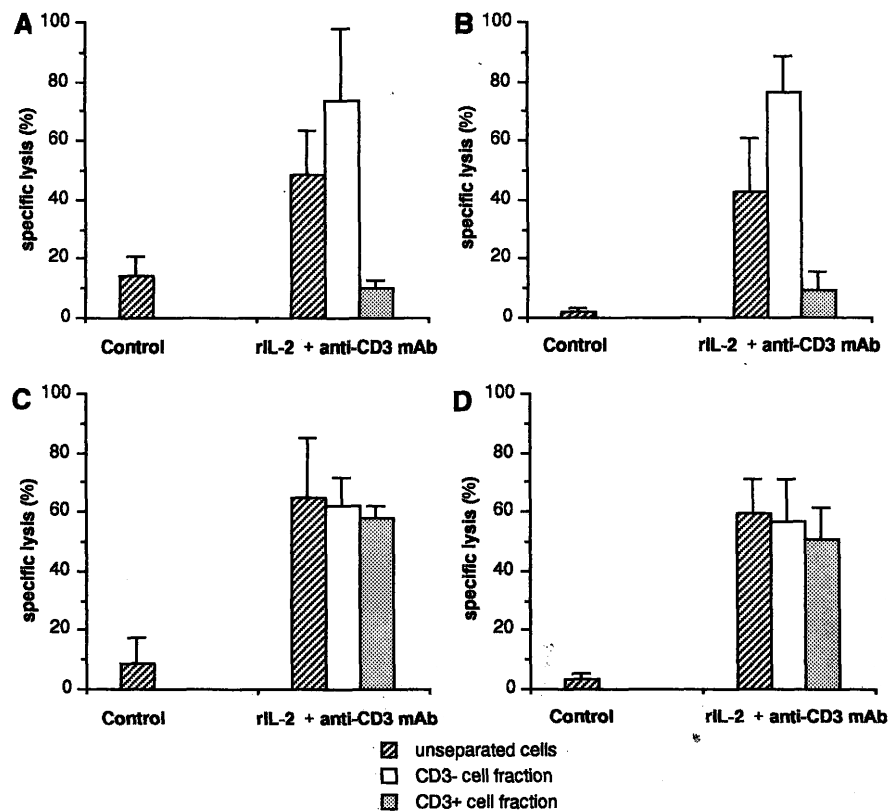 A
B
100
80
60
40
20
0
specific lysis (%)
Control
rIL-2 + anti-CD3 mAb
100
80
60
40
20
0
specific lysis (%)
Control
rIL-2 + anti-CD3 mAb
C
D
100
80
60
40
20
0
specific lysis (%)
Control
rIL-2 + anti-CD3 mAb
100
80
60
40
20
0
specific lysis (%)
Control
rIL-2 + anti-CD3 mAb
unseparated cells
CD3- cell fraction
CD3+ cell fraction